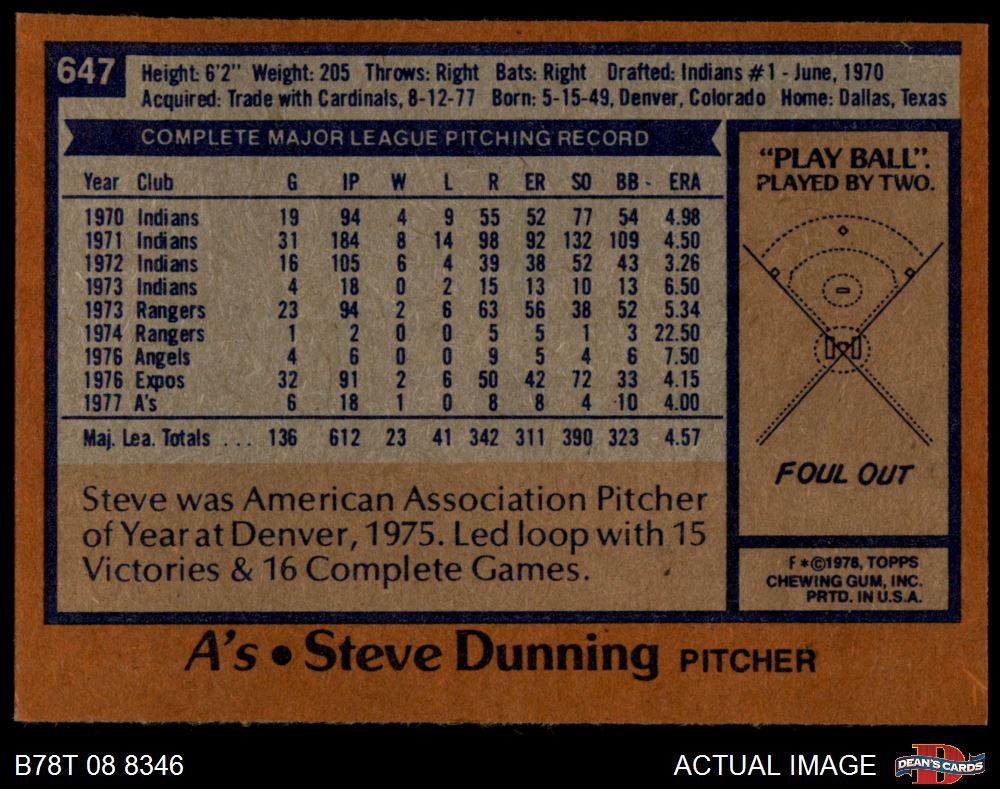 647
Height: 6'2" Weight: 205 Throws: Right Bats: Right Drafted: Indians #1 - June, 1970
Acquired: Trade with Cardinals, 8-12-77 Born: 5-15-49, Denver, Colorado Home: Dallas, Texas
COMPLETE MAJOR LEAGUE PITCHING RECORD
Year Club G IP W L R ER SO BB ERA
1970 Indians 19 94 4 9 55 52 77 54 4.98
1971 Indians 31 184 8 14 98 92 132 109 4.50
1972 Indians 16 105 6 4 39 38 52 43 3.26
1973 Indians 4 18 0 2 15 13 10 13 6.50
1973 Rangers 23 94 2 6 63 56 38 52 5.34
1974 Rangers 1 2 0 0 5 5 1 3 22.50
1976 Angels 4 6 0 0 9 5 4 6 7.50
1976 Expos 32 91 2 6 50 42 72 33 4.15
1977 A's 6 18 1 0 8 8 4 10 4.00
Maj. Lea. Totals ... 136 612 23 41 342 311 390 323 4.57
Steve was American Association Pitcher
of Year at Denver, 1975. Led loop with 15
Victories & 16 Complete Games.
"PLAY BALL".
PLAYED BY TWO.
FOUL OUT
F*©1978, TOPPS
CHEWING GUM, INC.
PRTD. IN U.S.A.
A's • Steve Dunning PITCHER
B78T 08 8346
ACTUAL IMAGE
D
DEAN'S CARDS